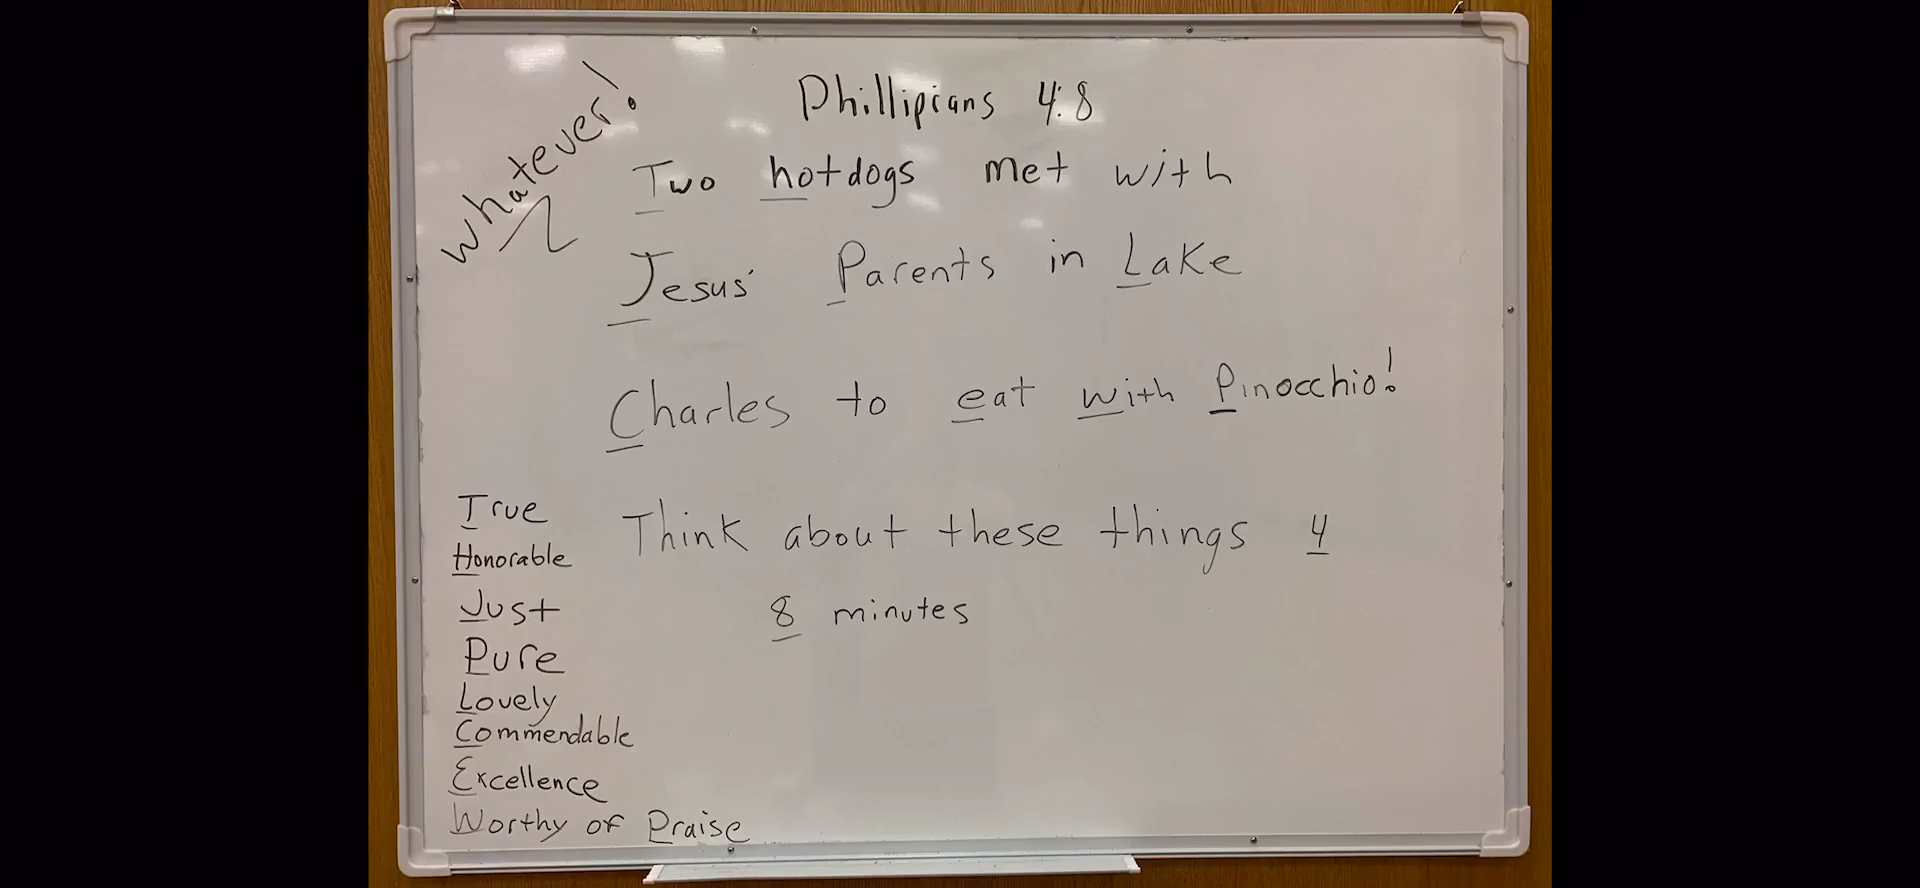 Whatever!
Phillipians 4:8
Two hotdogs met with
Jesus' Parents in Lake
Charles to eat with Pinocchio!
Think about these things 4
8 minutes
True
Honorable
Just
Pure
Lovely
Commendable
Excellence
Worthy of Praise